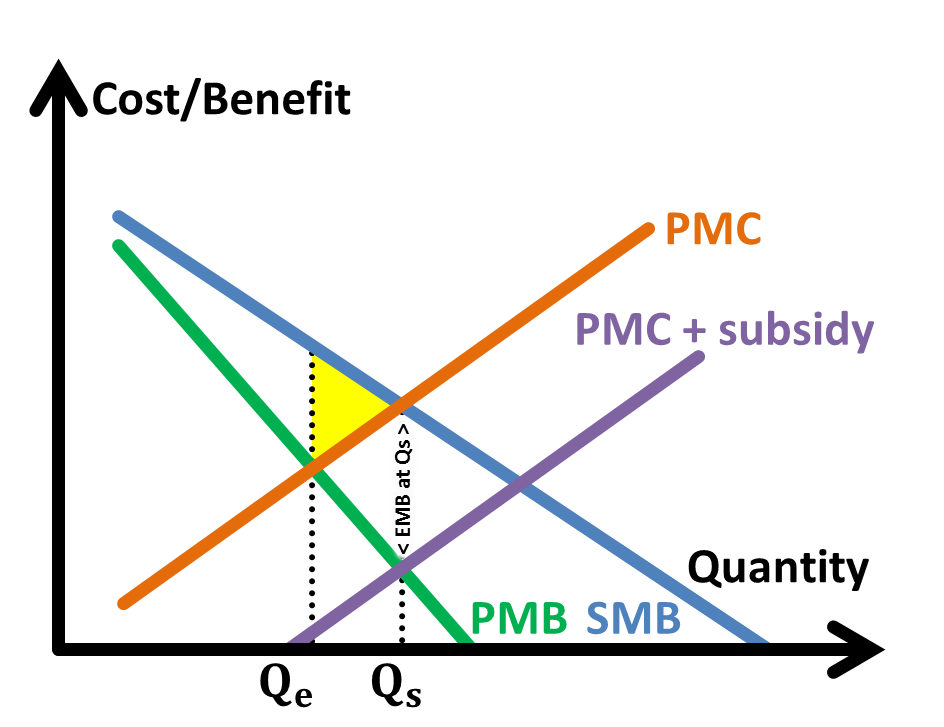 Cost/Benefit
PMC
PMC + subsidy
< EMB at Qs >
Quantity
PMB SMB
Qe Qs